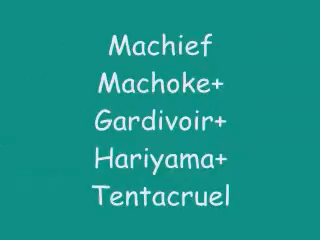 Machief
Machoke+
Gardivoir+
Hariyama+
Tentacruel